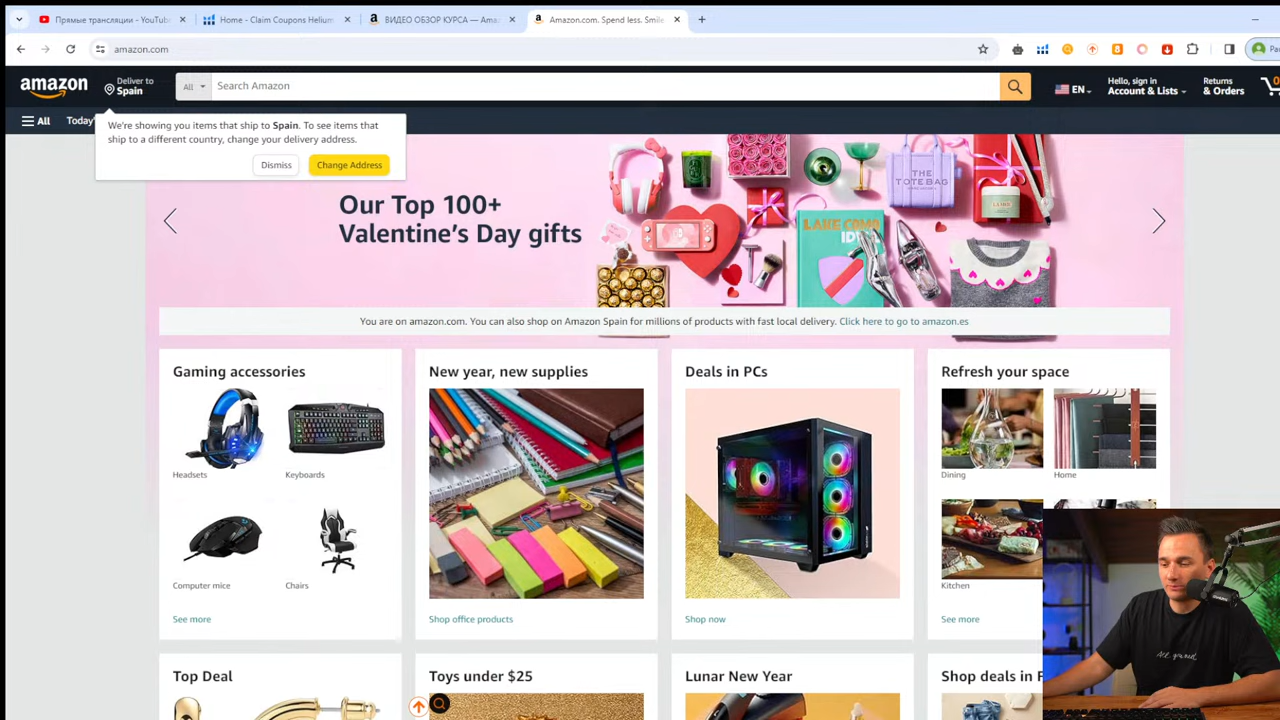 Прямые трансляции - YouTube
Home - Claim Coupons Helium
ВИДЕО ОБЗОР КУРСА — Ama
Amazon.com. Spend less. Smile
amazon.com
amazon
Deliver to
Spain
All
Search Amazon
EN
Hello, sign in
Account & Lists
Returns
& Orders
0
All
Today'
We're showing you items that ship to Spain. To see items that
ship to a different country, change your delivery address.
Dismiss
Change Address
Our Top 100+
Valentine's Day gifts
THE
TOTE BAG
LAKE COMO
You are on amazon.com. You can also shop on Amazon Spain for millions of products with fast local delivery. Click here to go to amazon.es
Gaming accessories
New year, new supplies
Deals in PCs
Refresh your space
Headsets
Keyboards
Dining
Home
Computer mice
Chairs
Kitchen
See more
Shop office products
Shop now
See more
Top Deal
Toys under $25
Lunar New Year
Shop deals in F